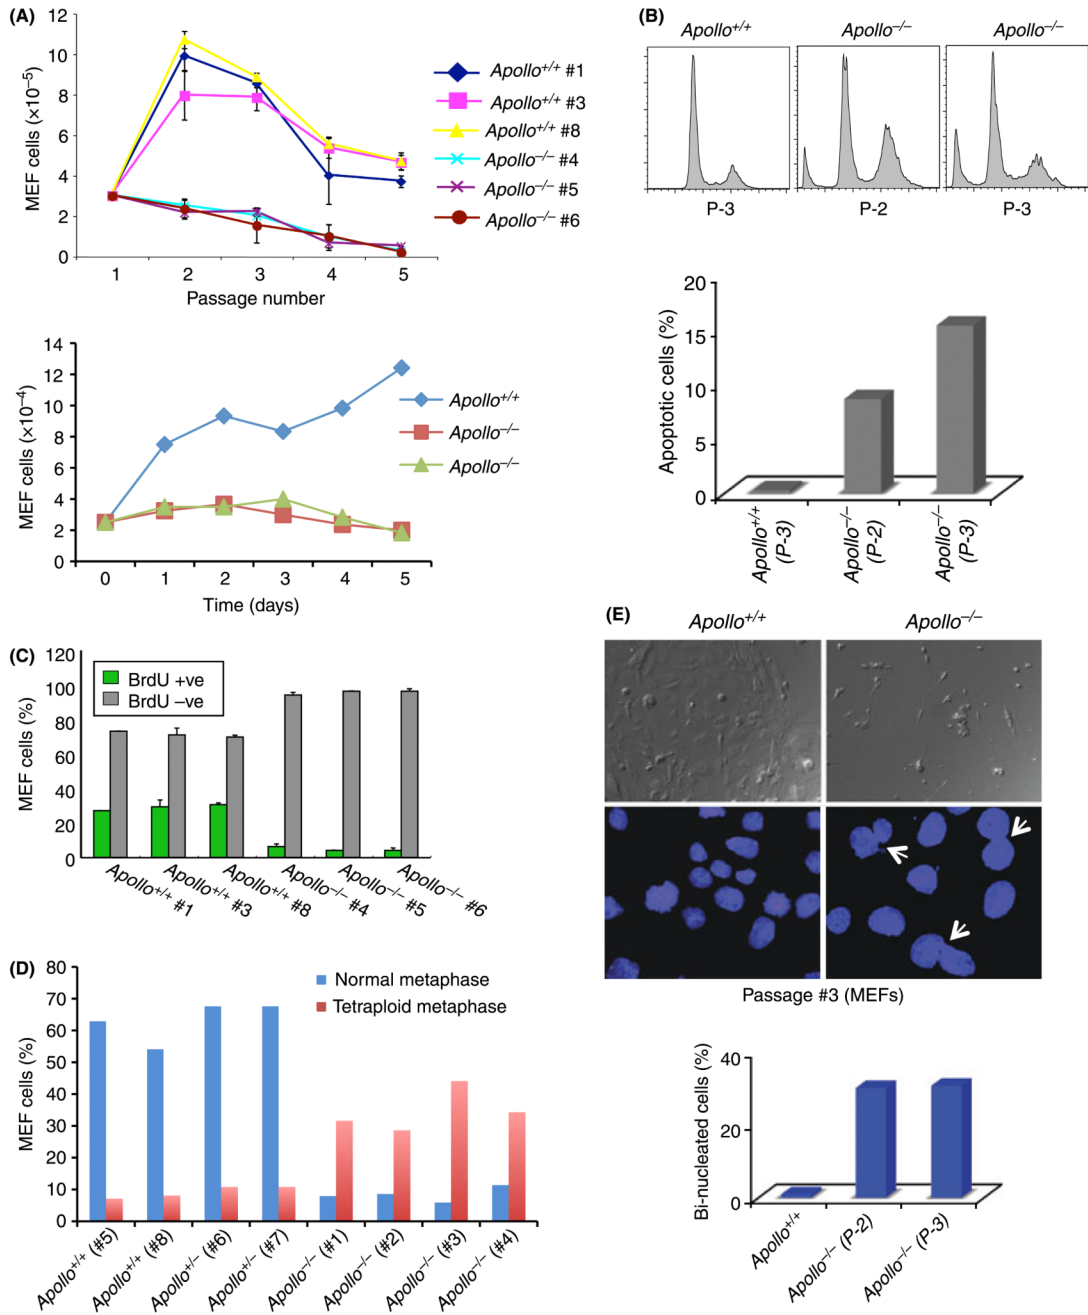 (A)
12
10
8
6
4
2
0
MEF cells (×10⁻⁵)
1 2 3 4 5
Passage number
Apollo⁺/⁺ #1
Apollo⁺/⁺ #3
Apollo⁺/⁺ #8
Apollo⁻/⁻ #4
Apollo⁻/⁻ #5
Apollo⁻/⁻ #6
14
12
10
8
6
4
2
0
MEF cells (×10⁻⁴)
0 1 2 3 4 5
Time (days)
Apollo⁺/⁺
Apollo⁻/⁻
Apollo⁻/⁻
(B)
Apollo⁺/⁺ Apollo⁻/⁻ Apollo⁻/⁻
P-3 P-2 P-3
20
15
10
5
0
Apoptotic cells (%)
Apollo⁺/⁺
(P-3)
Apollo⁻/⁻
(P-2)
Apollo⁻/⁻
(P-3)
(C)
120
100
80
60
40
20
0
MEF cells (%)
BrdU +ve
BrdU –ve
Apollo⁺/⁺ #1
Apollo⁺/⁺ #3
Apollo⁺/⁺ #8
Apollo⁻/⁻ #4
Apollo⁻/⁻ #5
Apollo⁻/⁻ #6
(D)
80
70
60
50
40
30
20
10
0
MEF cells (%)
Normal metaphase
Tetraploid metaphase
Apollo⁺/⁺ (#5)
Apollo⁺/⁺ (#8)
Apollo⁺/⁻ (#6)
Apollo⁺/⁻ (#7)
Apollo⁻/⁻ (#1)
Apollo⁻/⁻ (#2)
Apollo⁻/⁻ (#3)
Apollo⁻/⁻ (#4)
(E)
Apollo⁺/⁺ Apollo⁻/⁻
Passage #3 (MEFs)
40
20
0
Bi-nucleated cells (%)
Apollo⁺/⁺
Apollo⁻/⁻ (P-2)
Apollo⁻/⁻ (P-3)